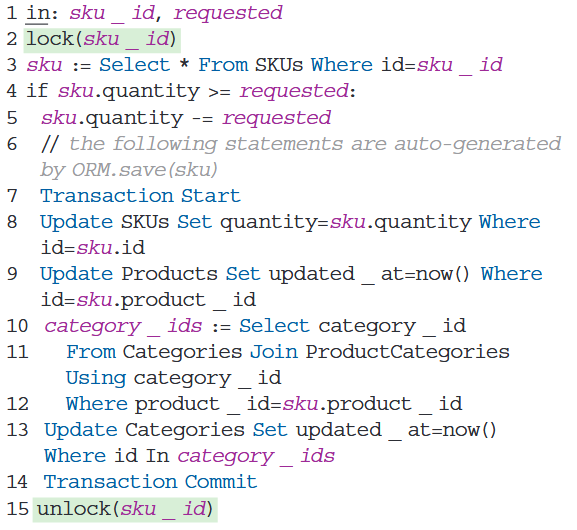 1 in: sku _ id, requested
2 lock(sku _ id)
3 sku := Select * From SKUs Where id=sku _ id
4 if sku.quantity >= requested:
5 sku.quantity -= requested
6 // the following statements are auto-generated
by ORM.save(sku)
7 Transaction Start
8 Update SKUs Set quantity=sku.quantity Where
id=sku.id
9 Update Products Set updated _ at=now() Where
id=sku.product _ id
10 category _ ids := Select category _ id
11 From Categories Join ProductCategories
Using category _ id
12 Where product _ id=sku.product _ id
13 Update Categories Set updated _ at=now()
Where id In category _ ids
14 Transaction Commit
15 unlock(sku _ id)